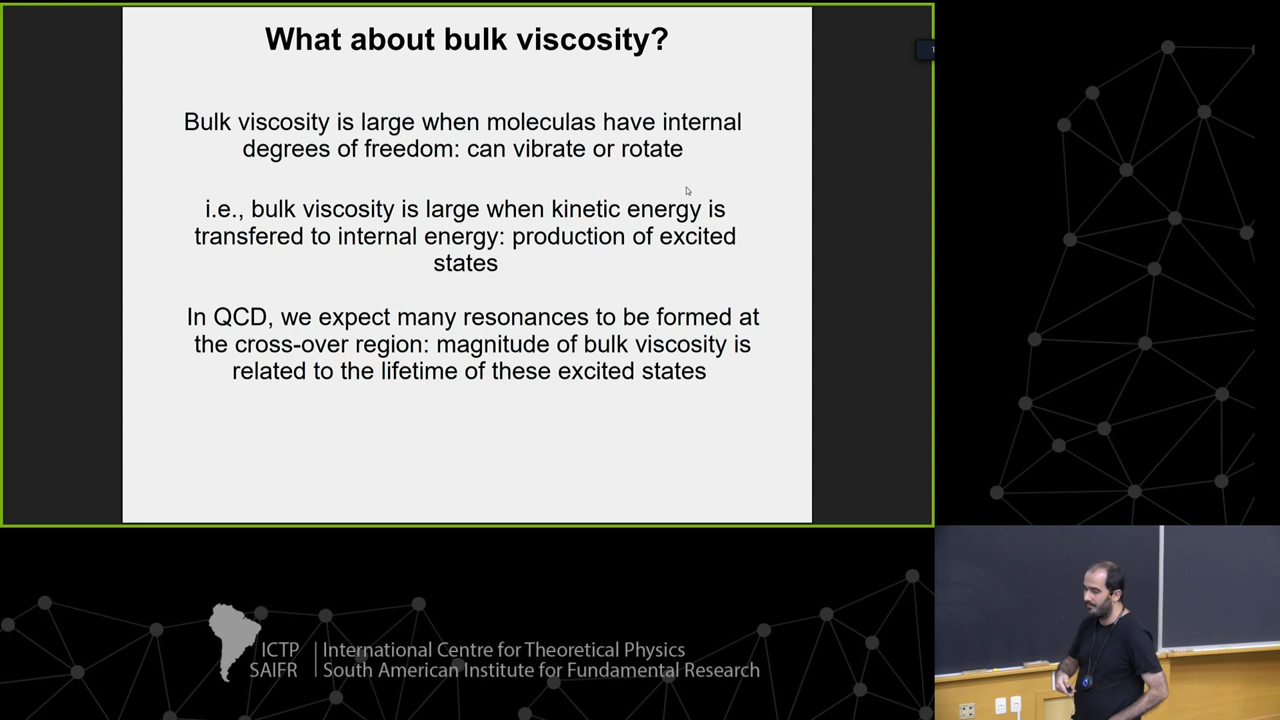 What about bulk viscosity?
Bulk viscosity is large when moleculas have internal
degrees of freedom: can vibrate or rotate
i.e., bulk viscosity is large when kinetic energy is
transfered to internal energy: production of excited
states
In QCD, we expect many resonances to be formed at
the cross-over region: magnitude of bulk viscosity is
related to the lifetime of these excited states
ICTP International Centre for Theoretical Physics
SAIFR South American Institute for Fundamental Research